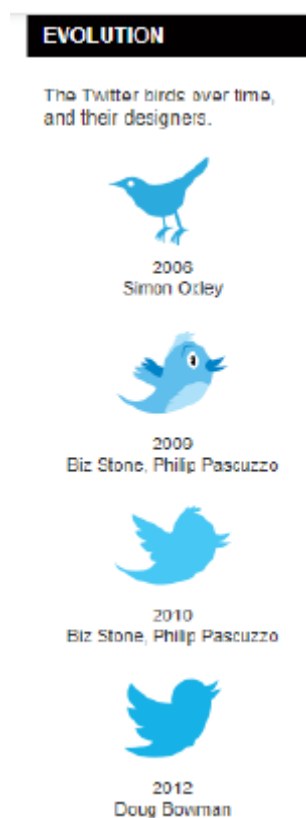 EVOLUTION
The Twitter birds over time,
and their designers.
2006
Simon Oxley
2009
Biz Stone, Philip Pascuzzo
2010
Biz Stone, Philip Pascuzzo
2012
Doug Bowman